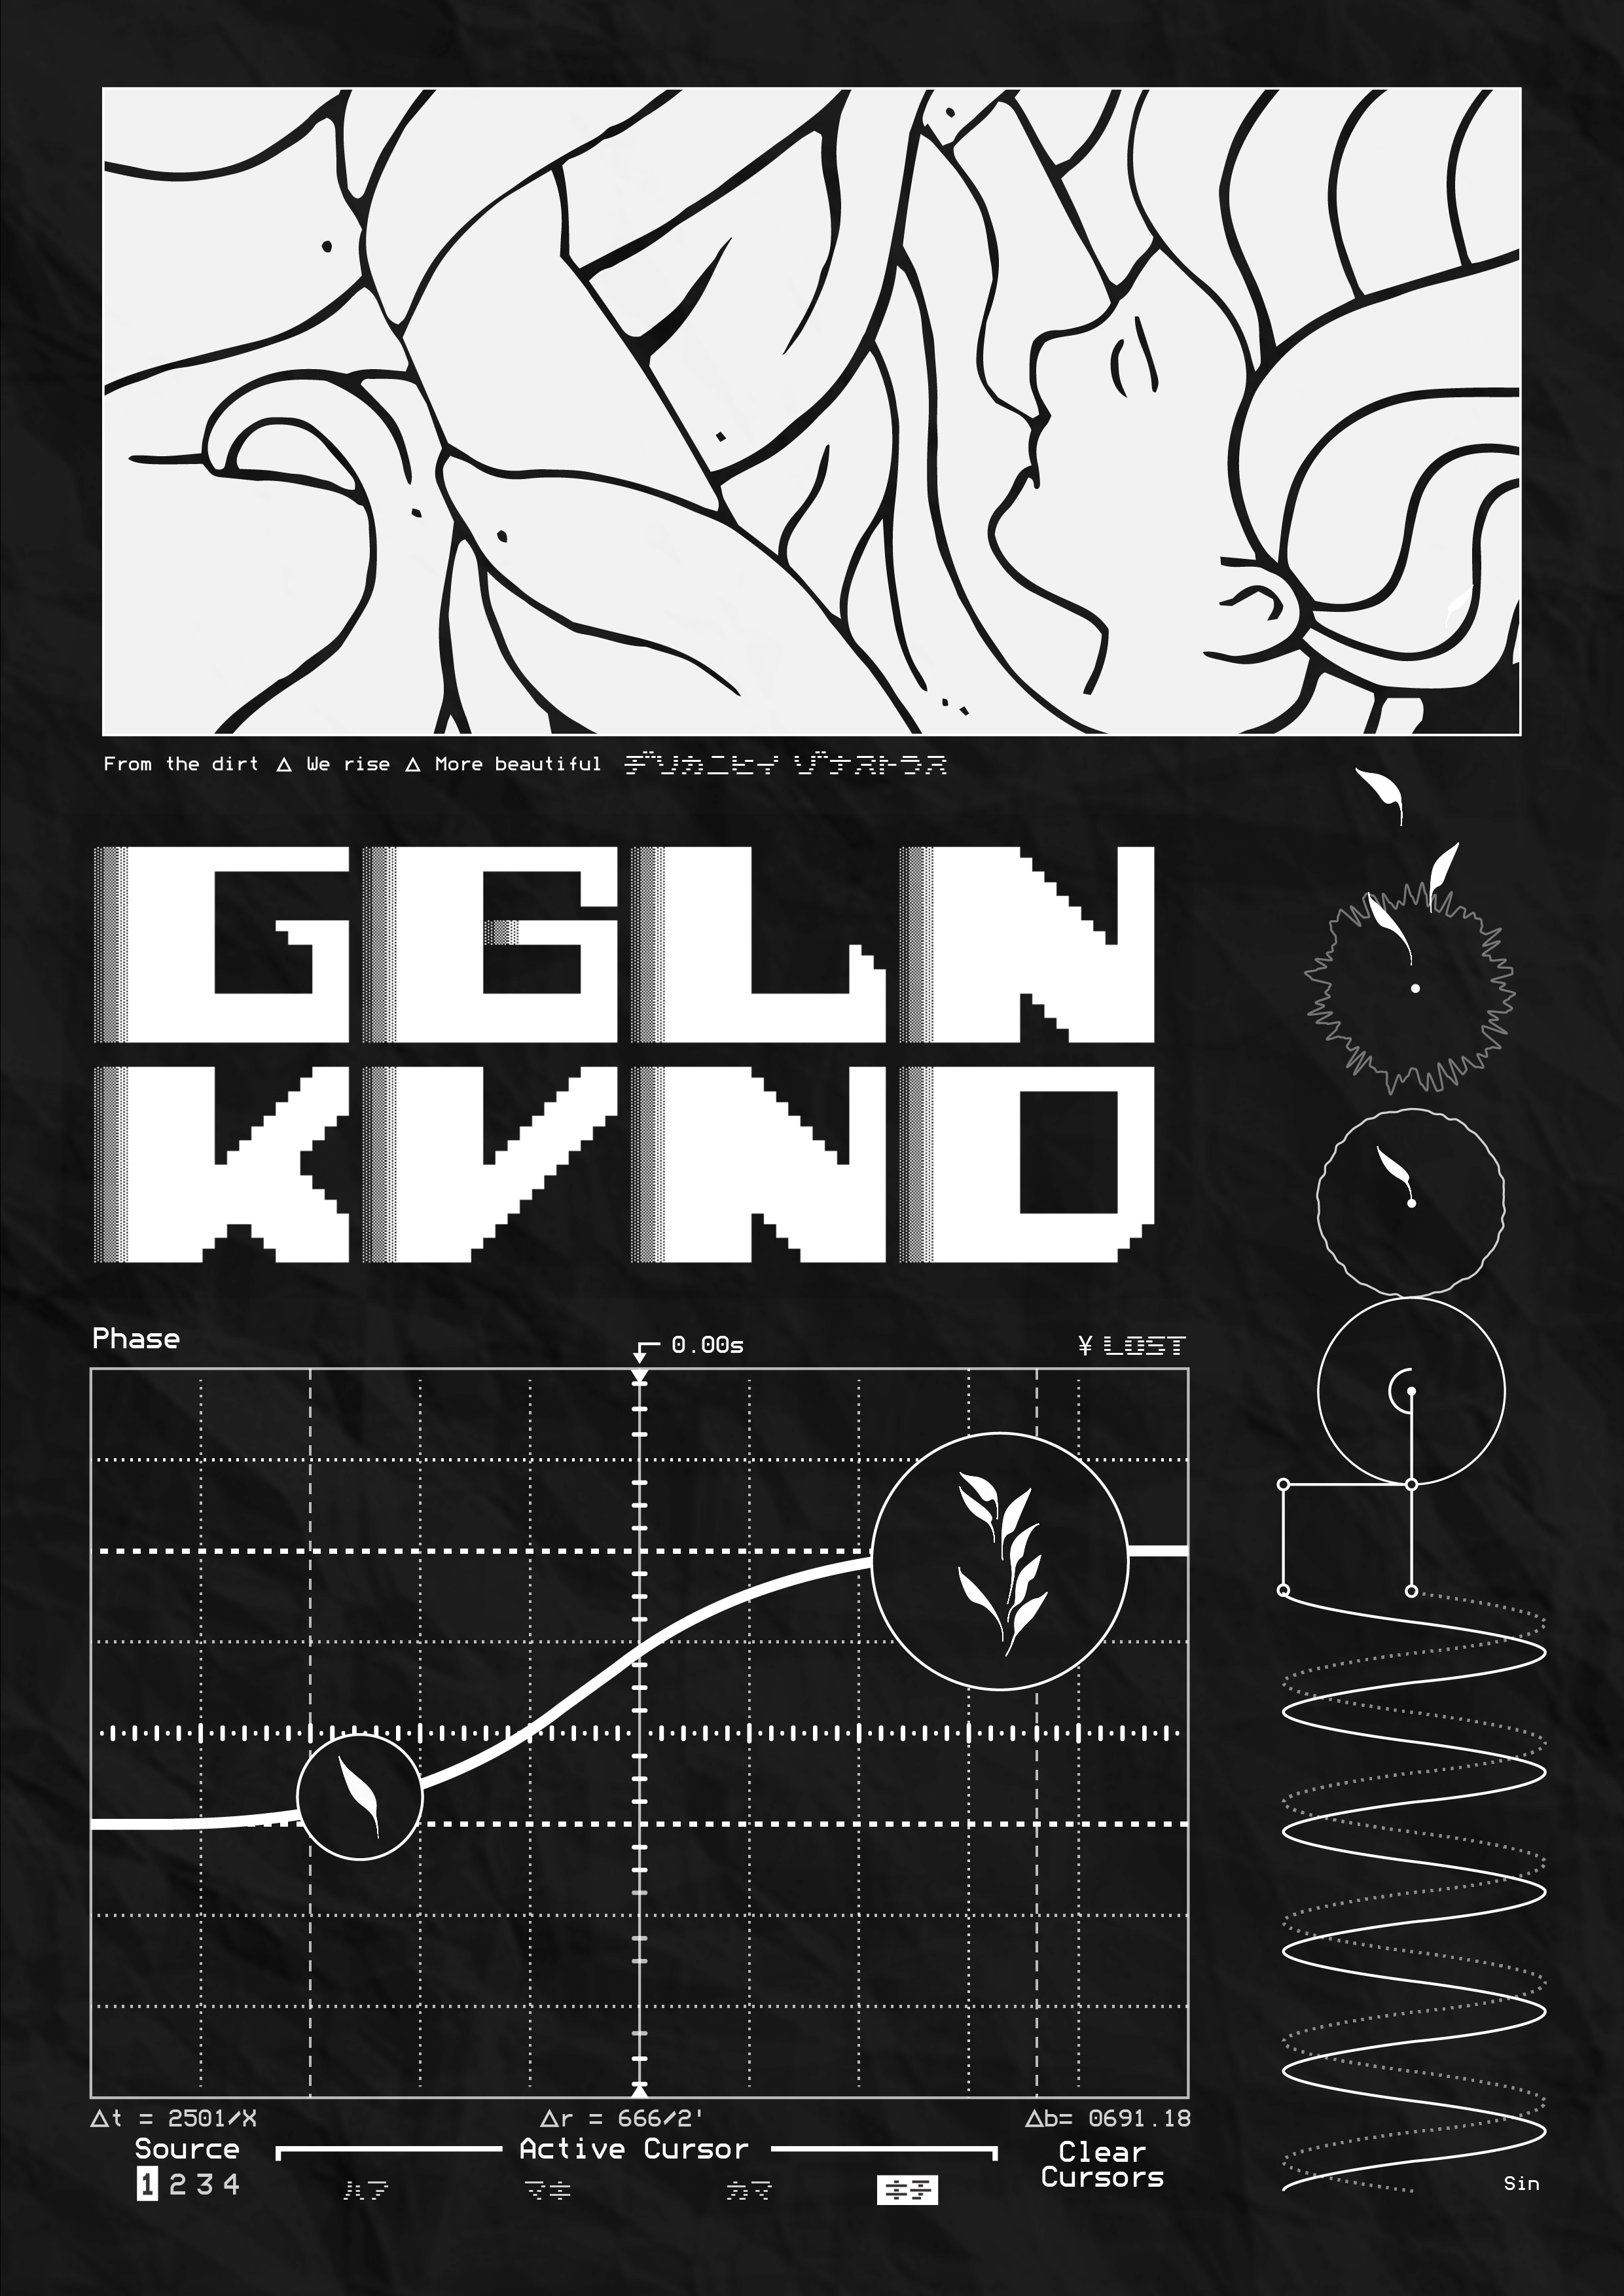 From the dirt △ We rise △ More beautiful
GGLN
KVND
Phase
0.00s
¥ LOST
Δt = 2501/X
Δr = 666/2'
Δb= 0691.18
Source
1 2 3 4
Active Cursor
Clear
Cursors
Sin